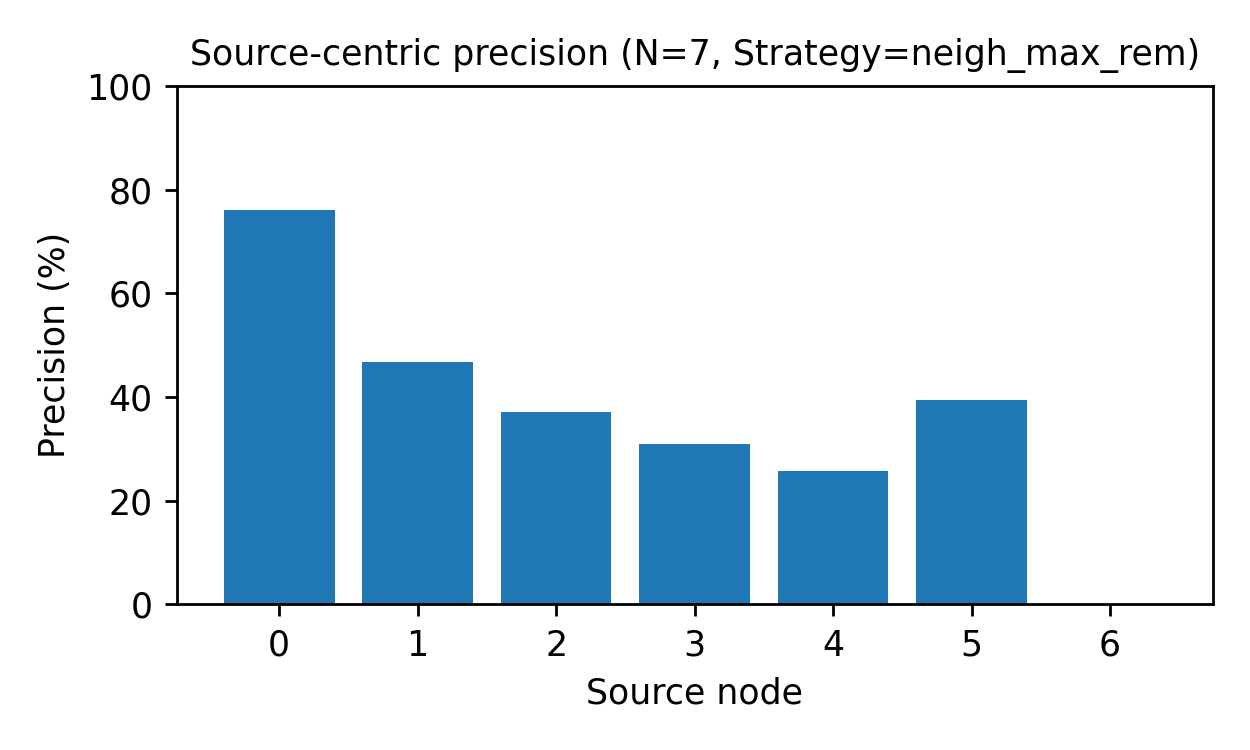 Source-centric precision (N=7, Strategy=neigh_max_rem)
100
80
60
40
20
0
Precision (%)
0 1 2 3 4 5 6
Source node